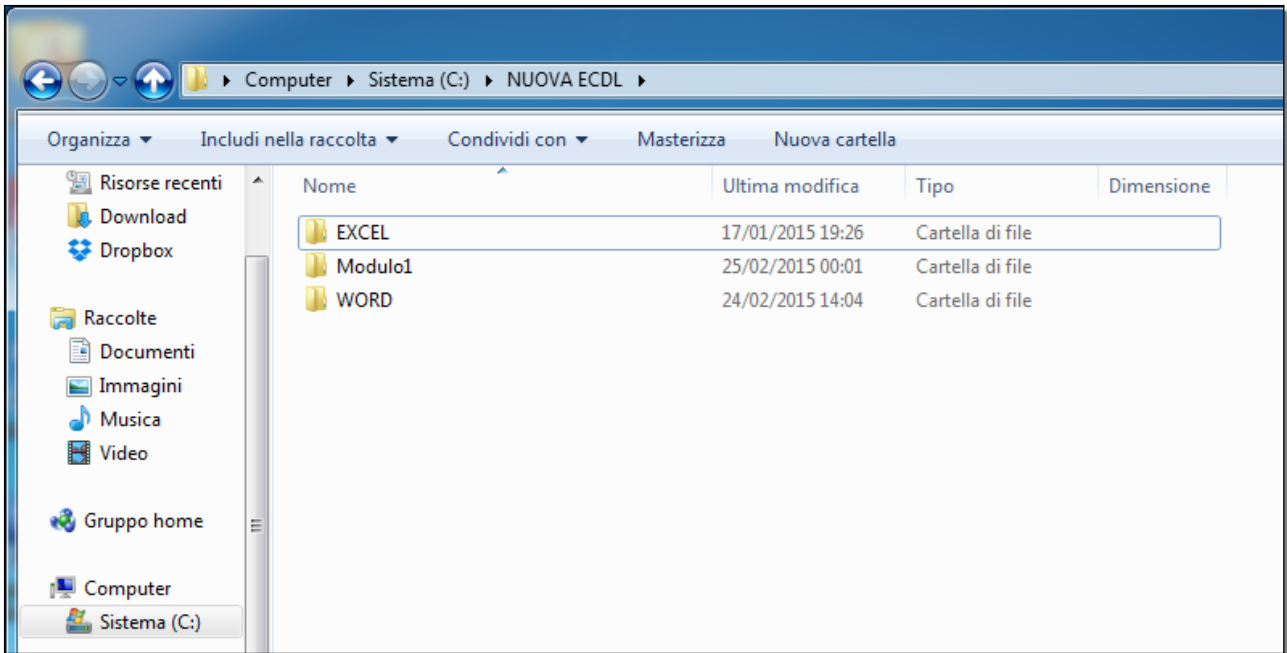 Computer Sistema (C:) NUOVA ECDL
Organizza Includi nella raccolta Condividi con Masterizza Nuova cartella
Risorse recenti
Download
Dropbox
Raccolte
Documenti
Immagini
Musica
Video
Gruppo home
Computer
Sistema (C:)
Nome Ultima modifica Tipo Dimensione
EXCEL 17/01/2015 19:26 Cartella di file
Modulo1 25/02/2015 00:01 Cartella di file
WORD 24/02/2015 14:04 Cartella di file